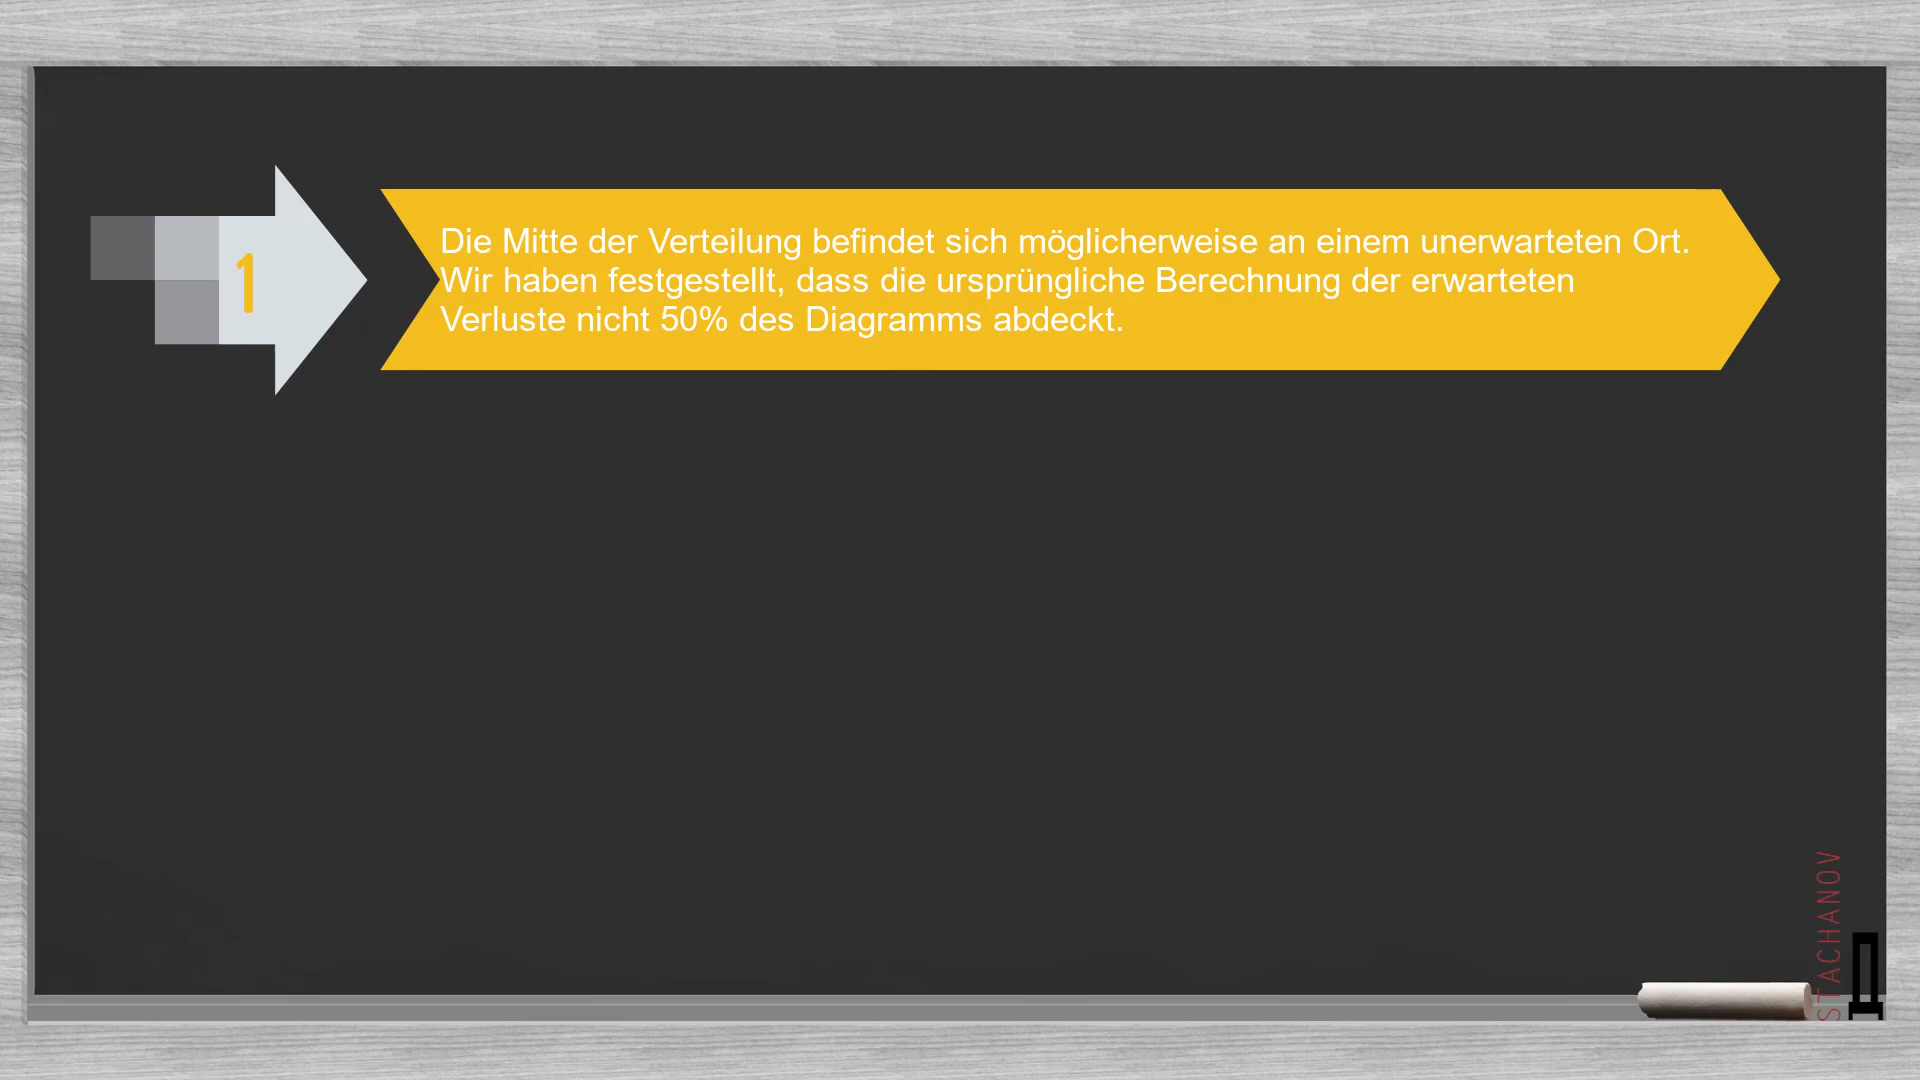 1
Die Mitte der Verteilung befindet sich möglicherweise an einem unerwarteten Ort.
Wir haben festgestellt, dass die ursprüngliche Berechnung der erwarteten
Verluste nicht 50% des Diagramms abdeckt.
STACHANOV